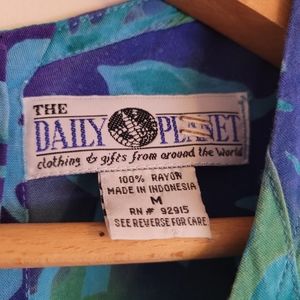 THE
DAILY PLANET
clothing & gifts from around the World
100% RAYON
MADE IN INDONESIA
M
RN# 92915
SEE REVERSE FOR CARE